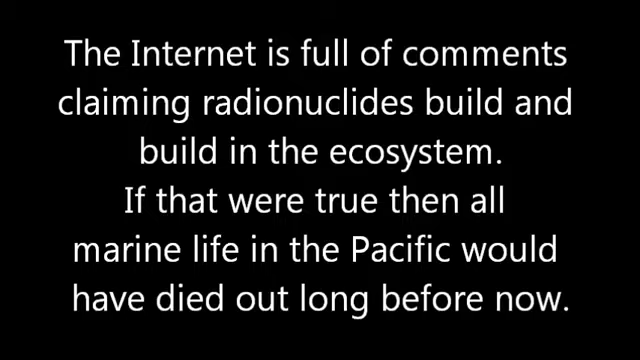 The Internet is full of comments
claiming radionuclides build and
build in the ecosystem.
If that were true then all
marine life in the Pacific would
have died out long before now.